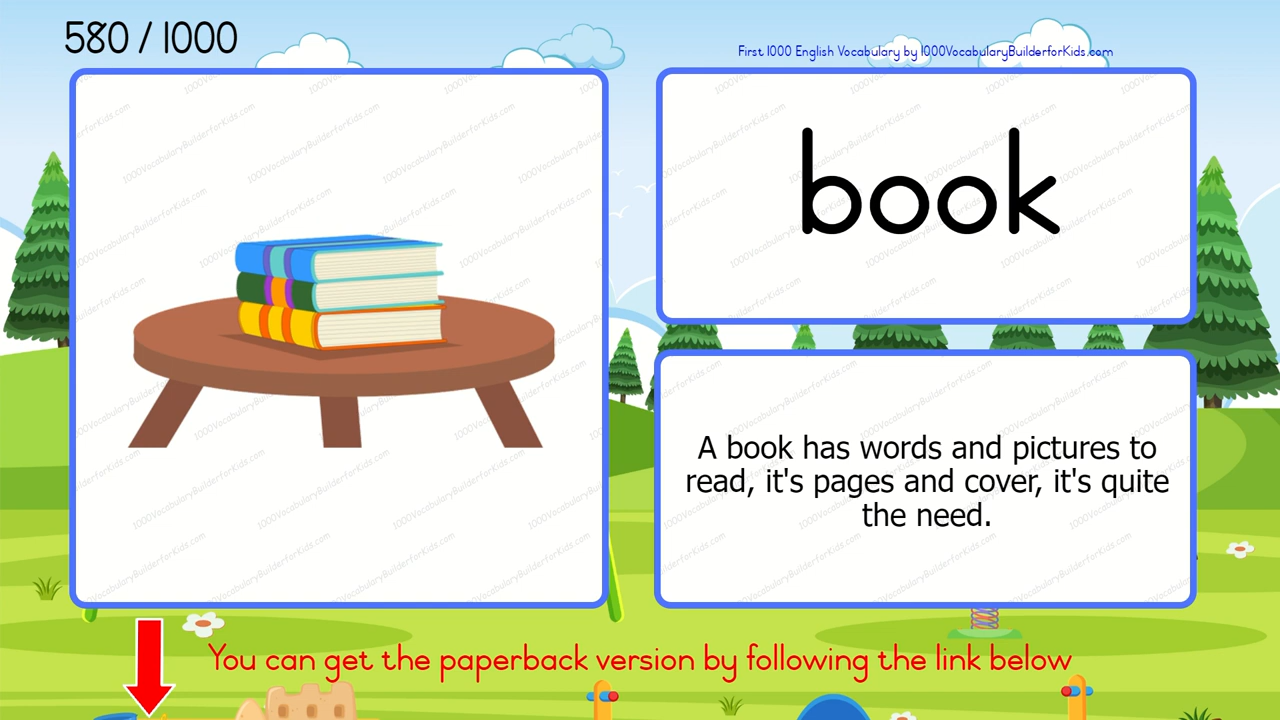 580 / 1000
First 1000 English Vocabulary by 1000VocabularyBuilderforKids.com
book
A book has words and pictures to
read, it's pages and cover, it's quite
the need.
You can get the paperback version by following the link below